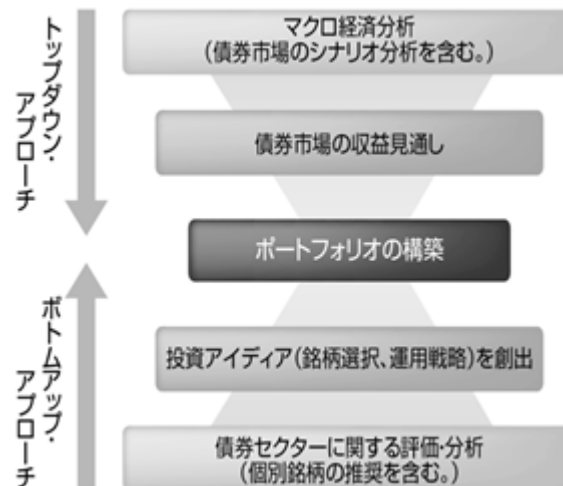 トップダウン・
アプローチ
マクロ経済分析
(債券市場のシナリオ分析を含む。)
債券市場の収益見通し
ポートフォリオの構築
ボトムアップ・
アプローチ
投資アイディア(銘柄選択、運用戦略)を創出
債券セクターに関する評価・分析
(個別銘柄の推奨を含む。)